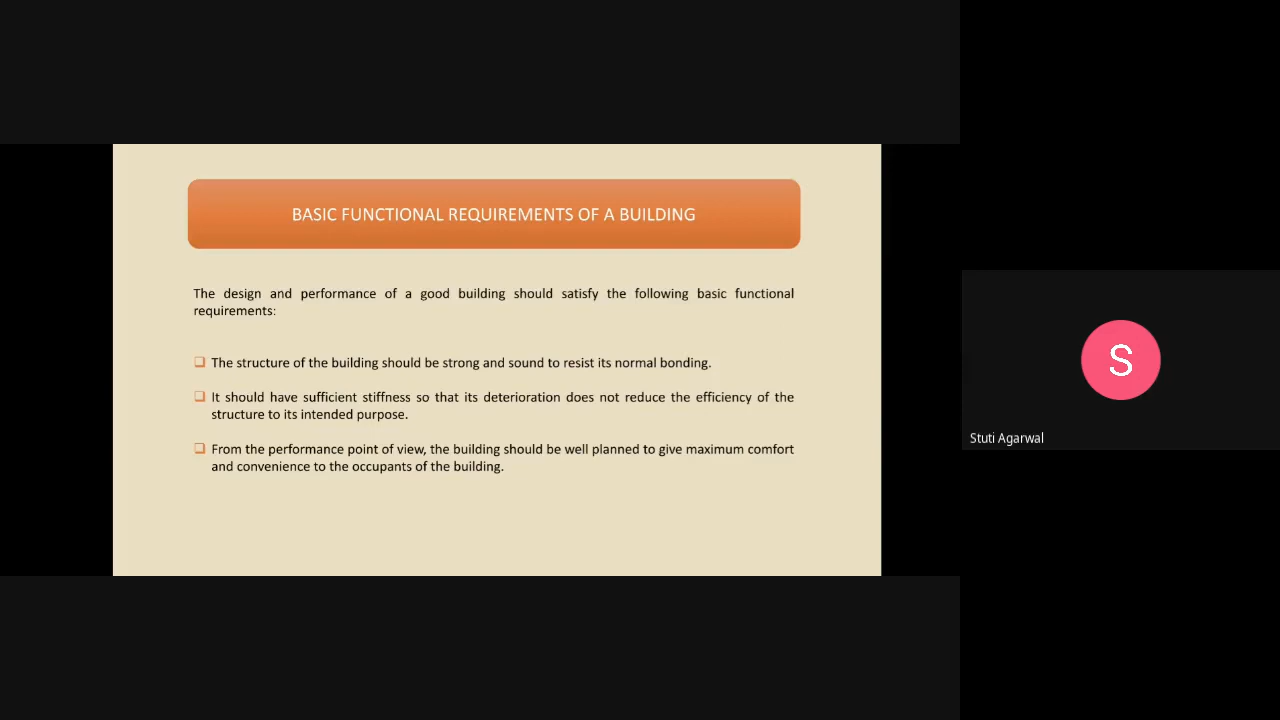 BASIC FUNCTIONAL REQUIREMENTS OF A BUILDING
The design and performance of a good building should satisfy the following basic functional
requirements:
❑ The structure of the building should be strong and sound to resist its normal bonding.
❑ It should have sufficient stiffness so that its deterioration does not reduce the efficiency of the
structure to its intended purpose.
❑ From the performance point of view, the building should be well planned to give maximum comfort
and convenience to the occupants of the building.
S
Stuti Agarwal